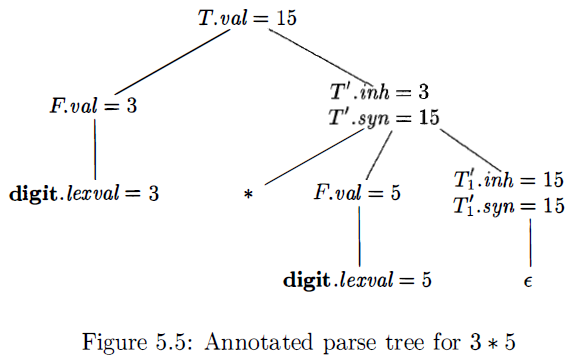 T.val = 15
F.val = 3
T′.inh = 3
T′.syn = 15
digit.lexval = 3
*
F.val = 5
T′₁.inh = 15
T′₁.syn = 15
digit.lexval = 5
ϵ
Figure 5.5: Annotated parse tree for 3 * 5